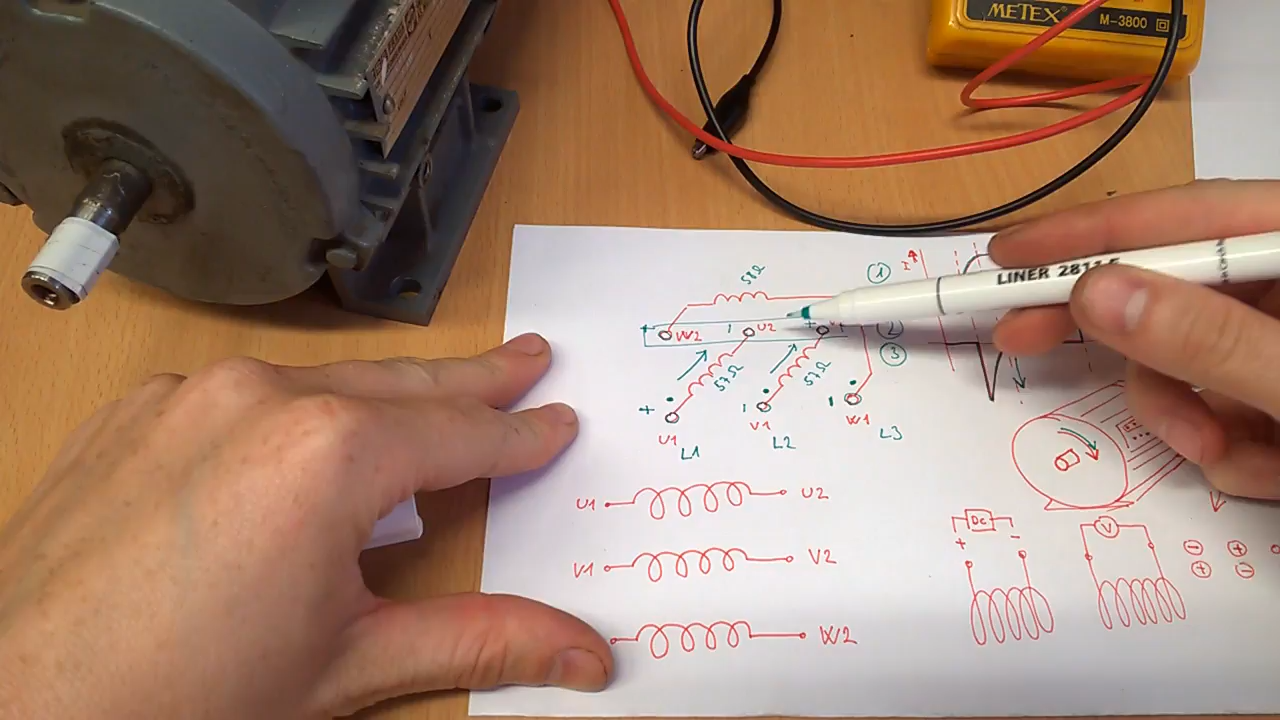 METEX M-3800
LINER 2811 F
58Ω
I
1
W2 U2
2
3
57Ω 57Ω
+
U1 V1 W1
L1 L2 L3
U1 U2
V1 V2
W2
DC
+ -
V
- +
+ -